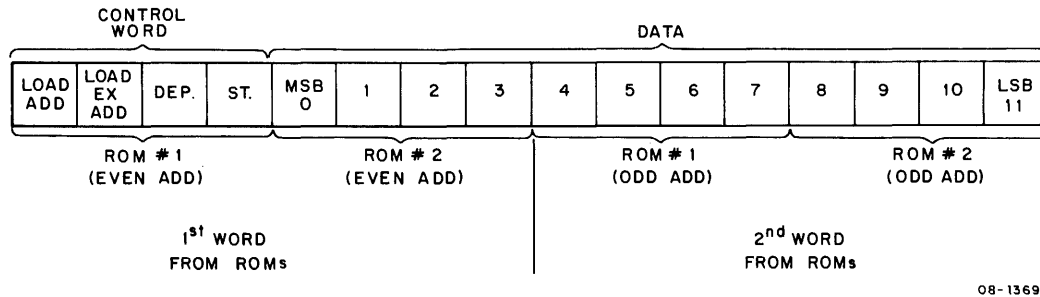 CONTROL
WORD
DATA
LOAD
ADD
LOAD
EX
ADD
DEP.
ST.
MSB
0
1
2
3
4
5
6
7
8
9
10
LSB
11
ROM # 1
(EVEN ADD)
ROM # 2
(EVEN ADD)
ROM # 1
(ODD ADD)
ROM # 2
(ODD ADD)
1st WORD
FROM ROMs
2nd WORD
FROM ROMs
08-1369